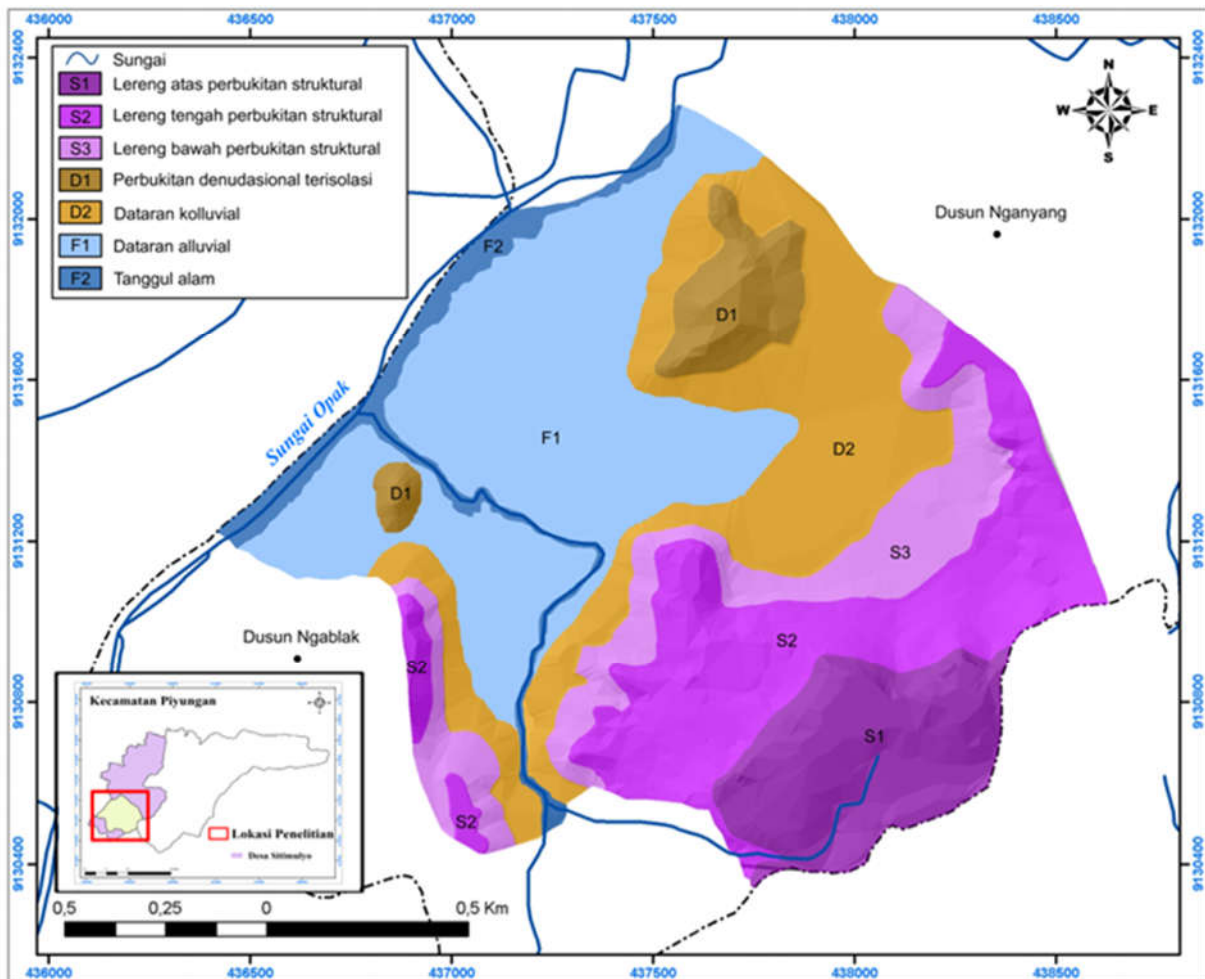 436000 436500 437000 437500 438000 438500
9132400 9132400
9132000 9132000
9131600 9131600
9131200 9131200
9130800 9130800
9130400 9130400
Sungai
S1 Lereng atas perbukitan struktural
S2 Lereng tengah perbukitan struktural
S3 Lereng bawah perbukitan struktural
D1 Perbukitan denudasional terisolasi
D2 Dataran kolluvial
F1 Dataran alluvial
F2 Tanggul alam
N
W E
S
Dusun Nganyang
F2
D1
Sungai Opak
F1
D2
D1
S3
Dusun Ngablak
S2
S2
S1
S2
Kecamatan Piyungan
Lokasi Penelitian
Desa Sitimulyo
0,5 0,25 0 0,5 Km
436000 436500 437000 437500 438000 438500